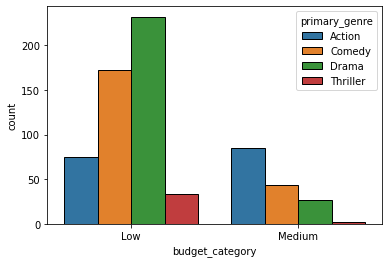 primary_genre
Action
Comedy
Drama
Thriller
count
200
150
100
50
0
Low
Medium
budget_category